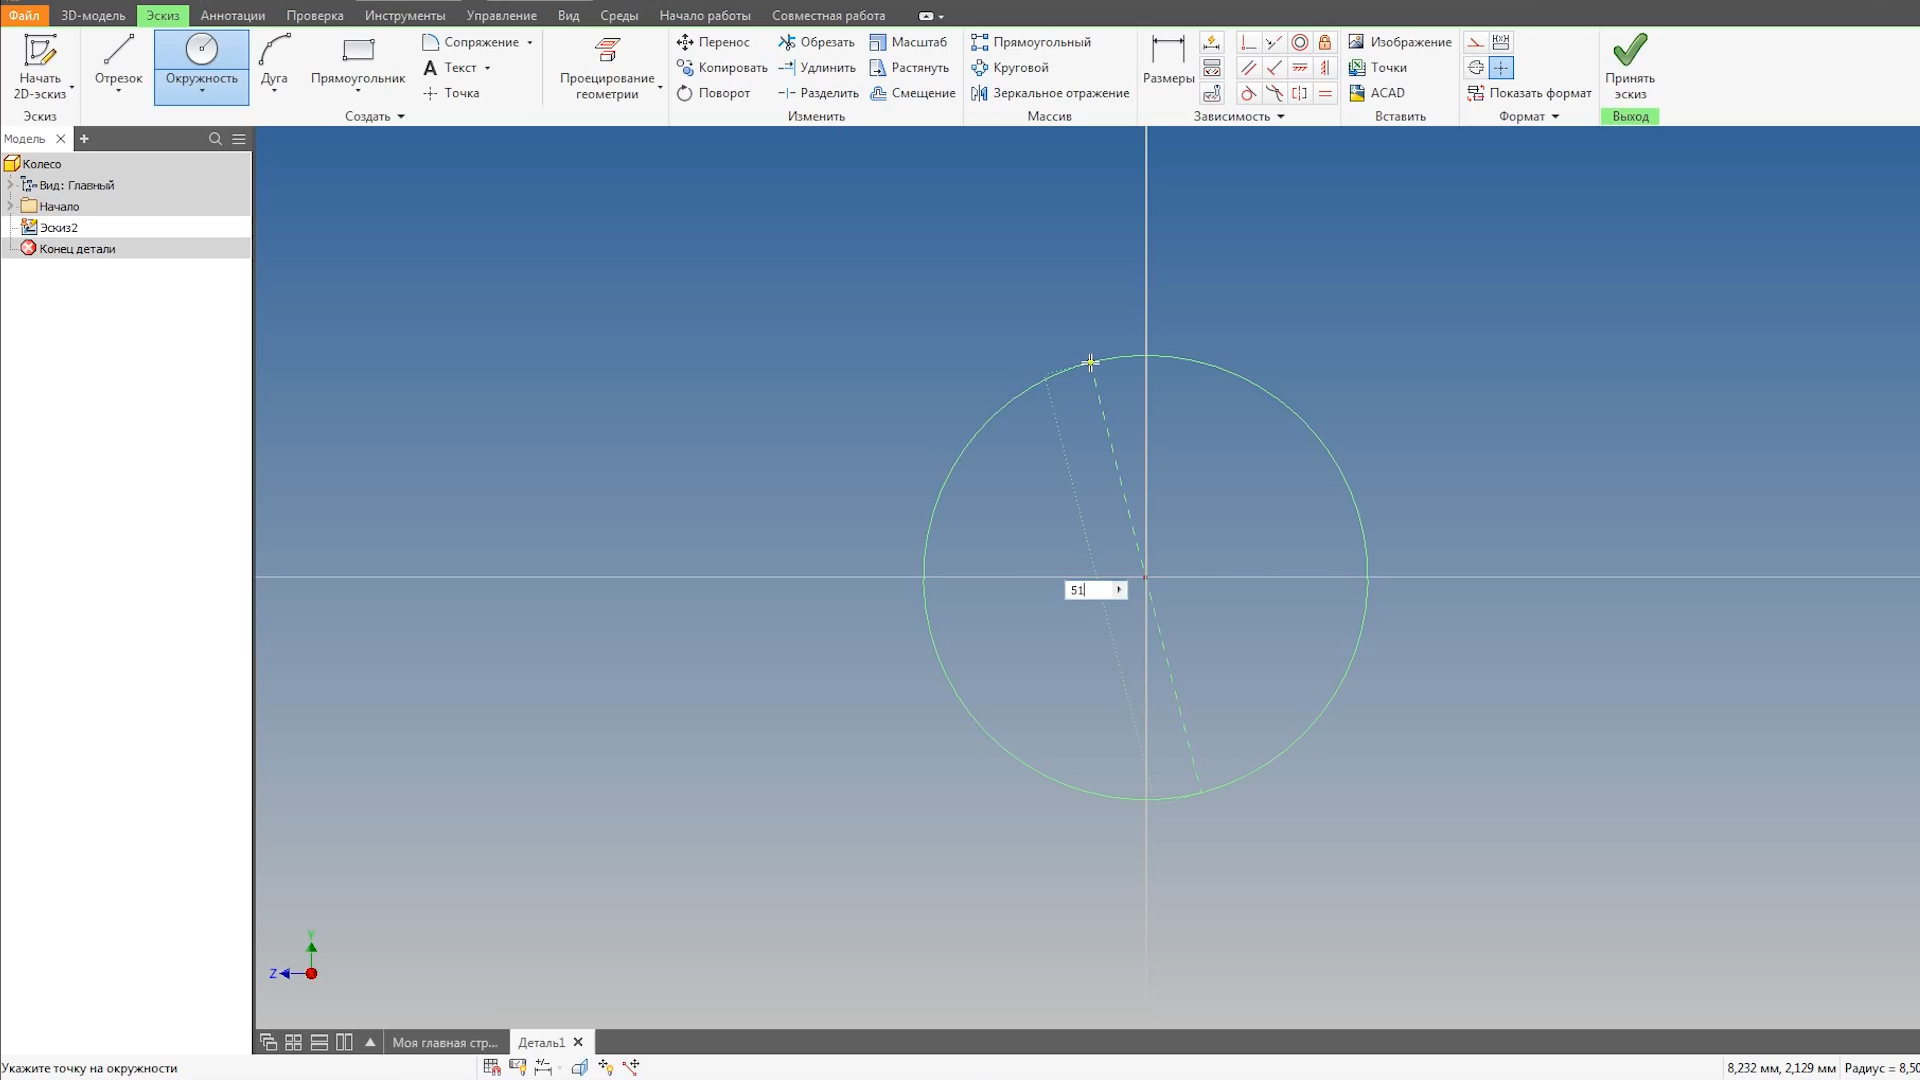 Файл 3D-модель Эскиз Аннотации Проверка Инструменты Управление Вид Среды Начало работы Совместная работа
Начать 2D-эскиз
Эскиз
Отрезок
Окружность
Дуга
Прямоугольник
Сопряжение
Текст
Точка
Создать
Проецирование геометрии
Перенос Обрезать Масштаб
Копировать Удлинить Растянуть
Поворот Разделить Смещение
Изменить
Прямоугольный
Круговой
Зеркальное отражение
Массив
Размеры
Зависимость
Изображение
Точки
ACAD
Вставить
Показать формат
Формат
Принять эскиз
Выход
Модель
Колесо
Вид: Главный
Начало
Эскиз2
Конец детали
51
Y
Z
Моя главная стр... Деталь1
Укажите точку на окружности
8,232 мм, 2,129 мм Радиус = 8,50